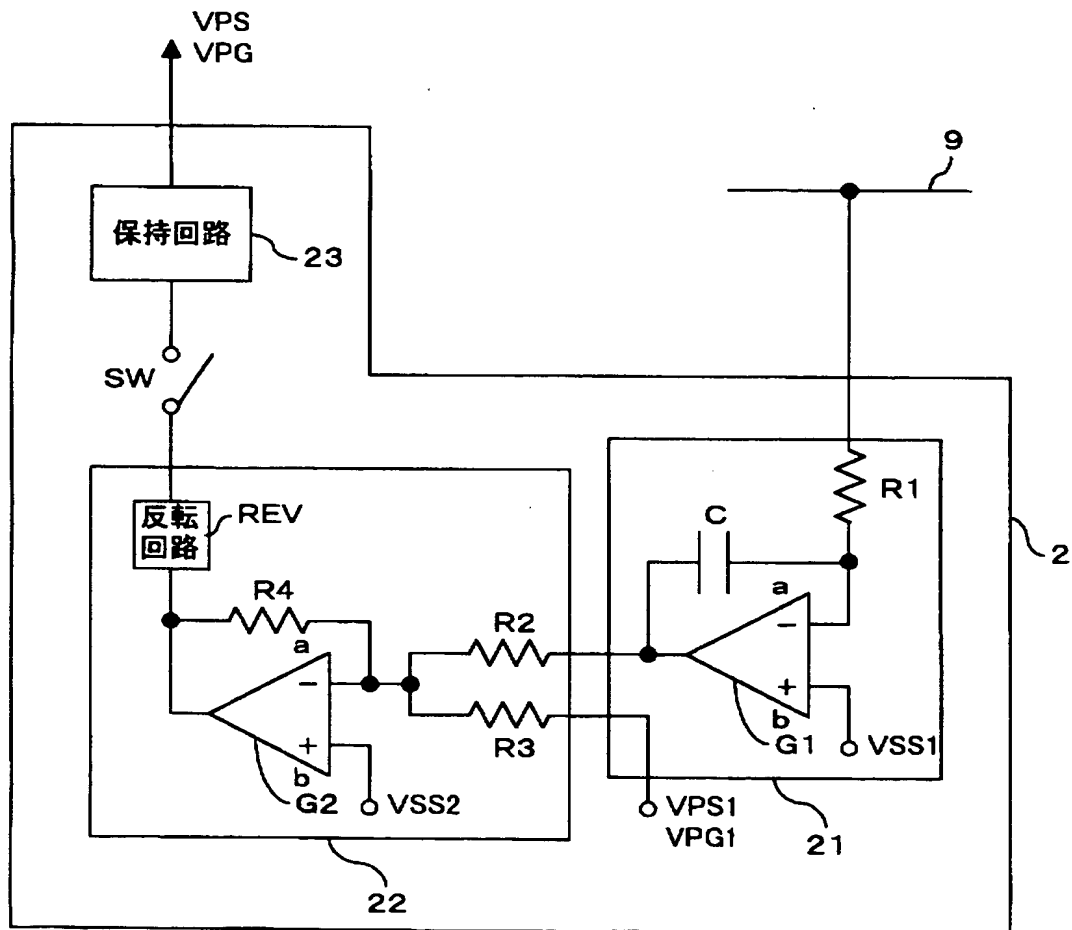 VPS
VPG
9
保持回路
23
SW
R1
反転
回路
REV
C
2
a
R4
R2
a
−
−
+
b
R3
G1
VSS1
+
b
G2
VSS2
VPS1
VPG1
21
22